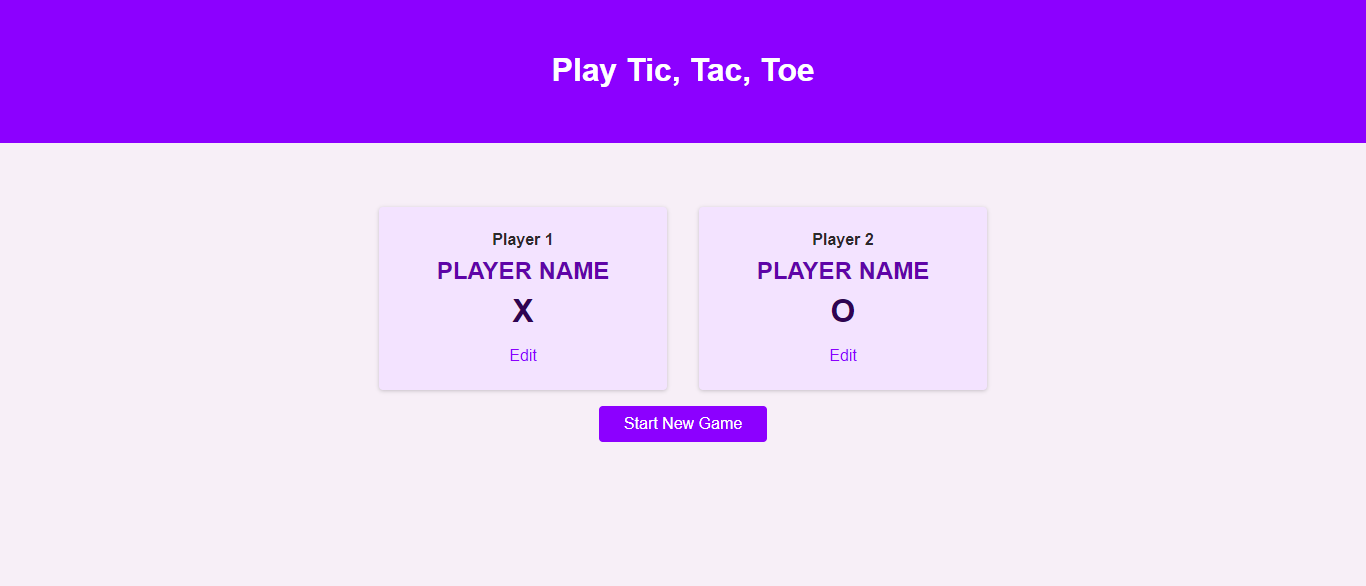 Play Tic, Tac, Toe
Player 1
PLAYER NAME
X
Edit
Player 2
PLAYER NAME
O
Edit
Start New Game